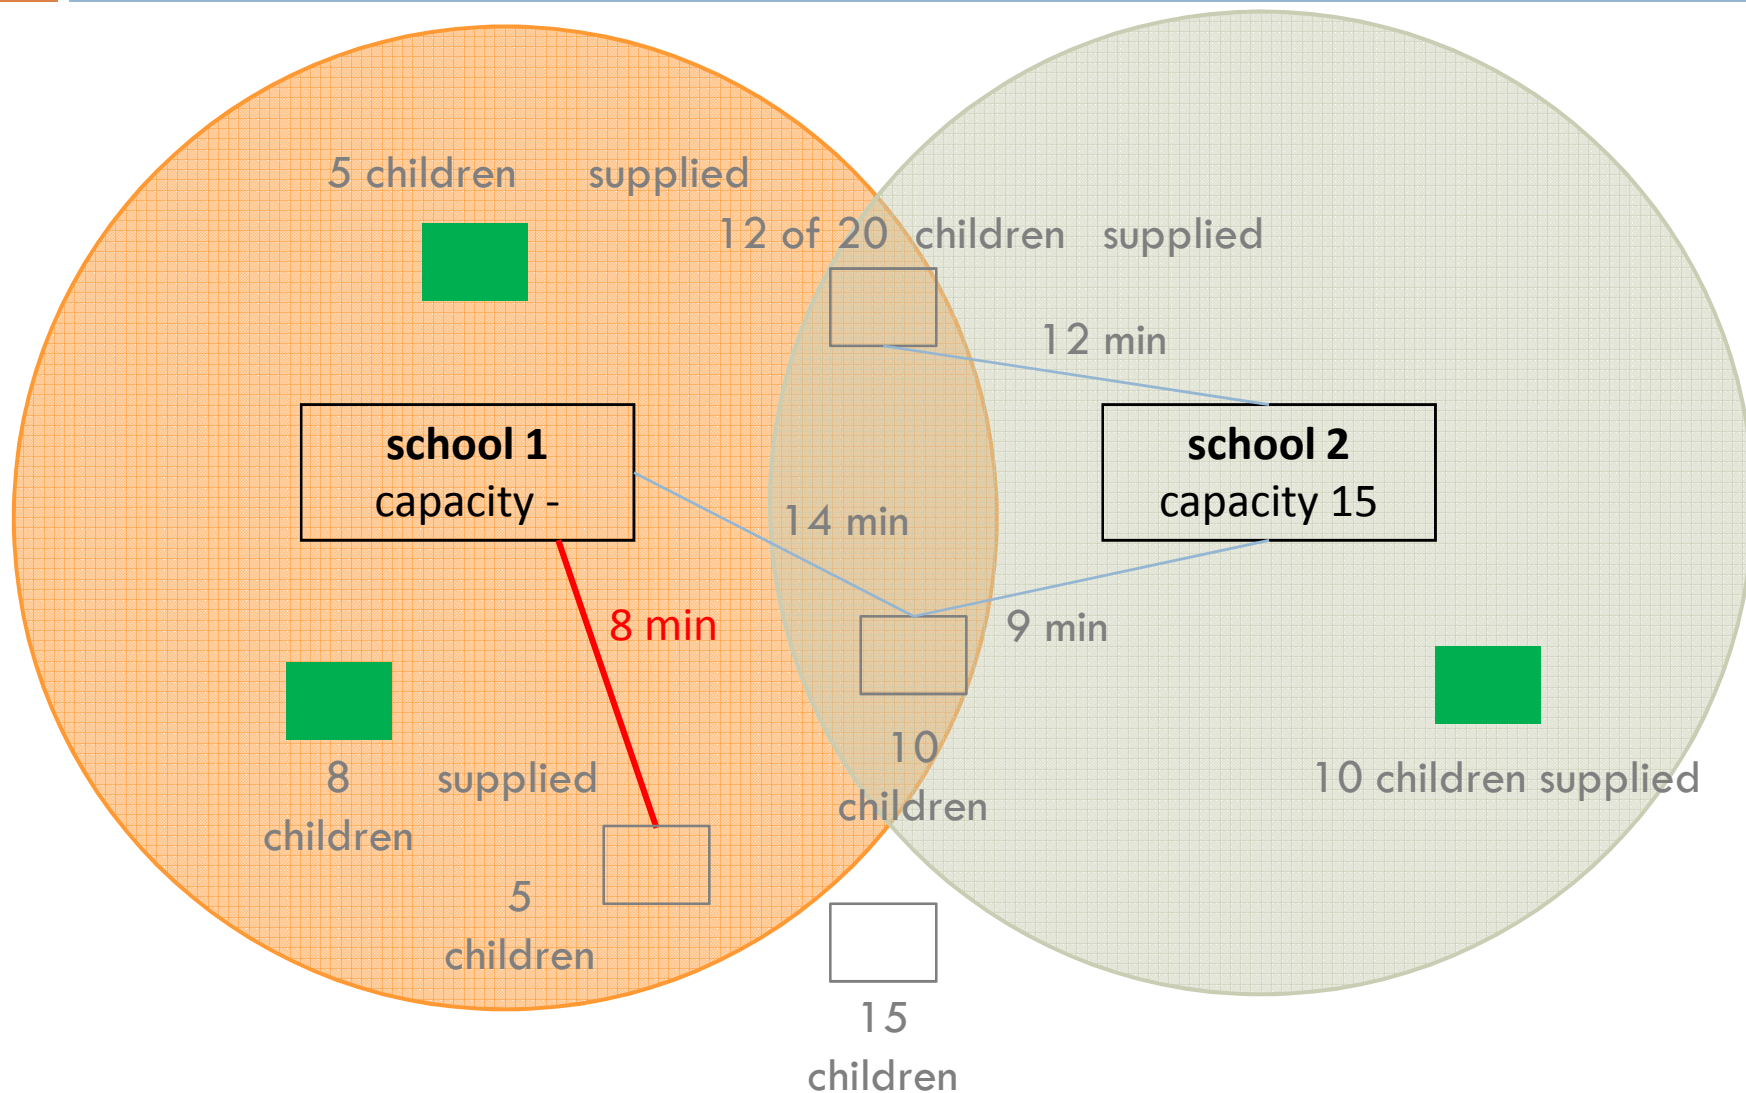 5 children supplied
12 of 20 children supplied
12 min
school 1
capacity -
school 2
capacity 15
14 min
8 min
9 min
8 supplied
children
10
children
10 children supplied
5
children
15
children